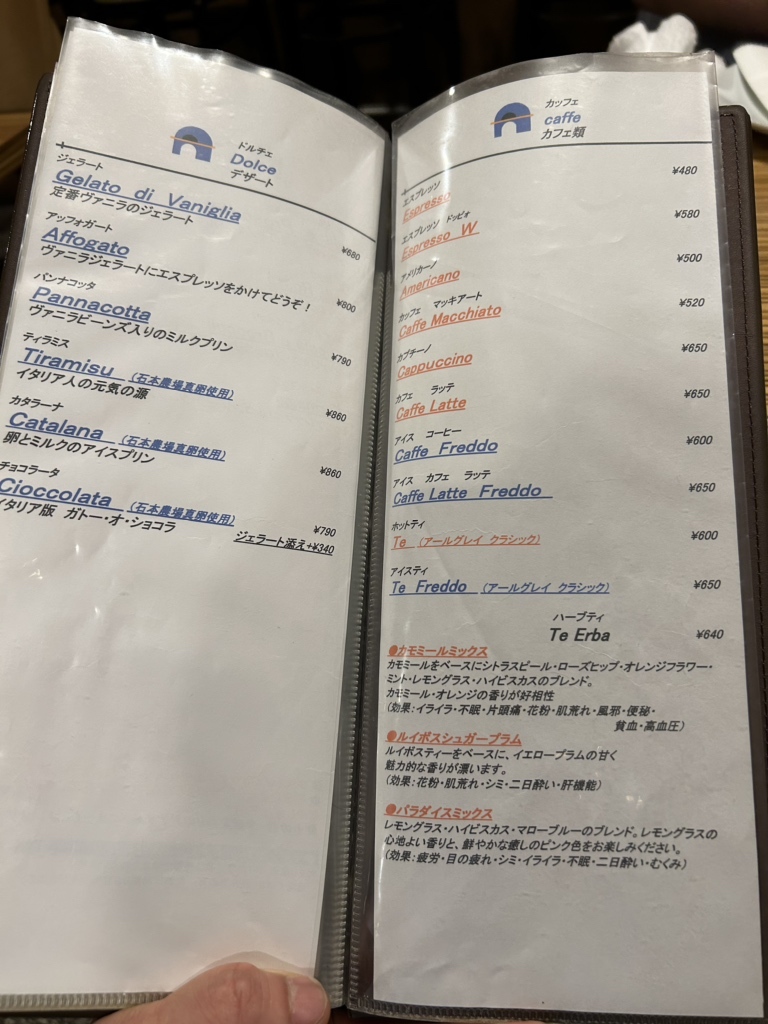 ドルチェ
Dolce
デザート
ジェラート
Gelato di Vaniglia
定番ヴァニラのジェラート
¥680
アッフォガート
Affogato
ヴァニラジェラートにエスプレッソをかけてどうぞ！
¥800
パンナコッタ
Pannacotta
ヴァニラビーンズ入りのミルクプリン
¥790
ティラミス
Tiramisu （石本農場真卵使用）
イタリア人の元気の源
¥860
カタラーナ
Catalana （石本農場真卵使用）
卵とミルクのアイスプリン
¥860
チョコラータ
Cioccolata （石本農場真卵使用）
イタリア版 ガトー・オ・ショコラ
¥790
ジェラート添え+¥340
カッフェ
caffe
カフェ類
エスプレッソ
Espresso
¥480
エスプレッソ ドッピオ
Espresso W
¥580
アメリカーノ
Americano
¥500
カッフェ マッキアート
Caffe Macchiato
¥520
カプチーノ
Cappuccino
¥650
カフェ ラッテ
Caffe Latte
¥650
アイス コーヒー
Caffe Freddo
¥600
アイス カフェ ラッテ
Caffe Latte Freddo
¥650
ホットティ
Te （アールグレイ クラシック）
¥600
アイスティ
Te Freddo （アールグレイ クラシック）
¥650
ハーブティ
Te Erba
¥640
●カモミールミックス
カモミールをベースにシトラスピール・ローズヒップ・オレンジフラワー・
ミント・レモングラス・ハイビスカスのブレンド。
カモミール・オレンジの香りが好相性
（効果：イライラ・不眠・片頭痛・花粉・肌荒れ・風邪・便秘・
貧血・高血圧）
●ルイボスシュガープラム
ルイボスティーをベースに、イエロープラムの甘く
魅力的な香りが漂います。
（効果：花粉・肌荒れ・シミ・二日酔い・肝機能）
●パラダイスミックス
レモングラス・ハイビスカス・マローブルーのブレンド。レモングラスの
心地よい香りと、鮮やかな癒しのピンク色をお楽しみください。
（効果：疲労・目の疲れ・シミ・イライラ・不眠・二日酔い・むくみ）